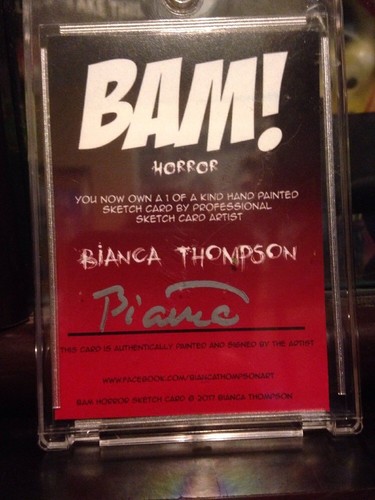 BAM!
HORROR
YOU NOW OWN A 1 OF A KIND HAND PAINTED
SKETCH CARD BY PROFESSIONAL
SKETCH CARD ARTIST
BIANCA THOMPSON
Bianca
THIS CARD IS AUTHENTICALLY PAINTED AND SIGNED BY THE ARTIST
WWW.FACEBOOK.COM/BIANCATHOMPSONART
BAM HORROR SKETCH CARD © 2017 BIANCA THOMPSON